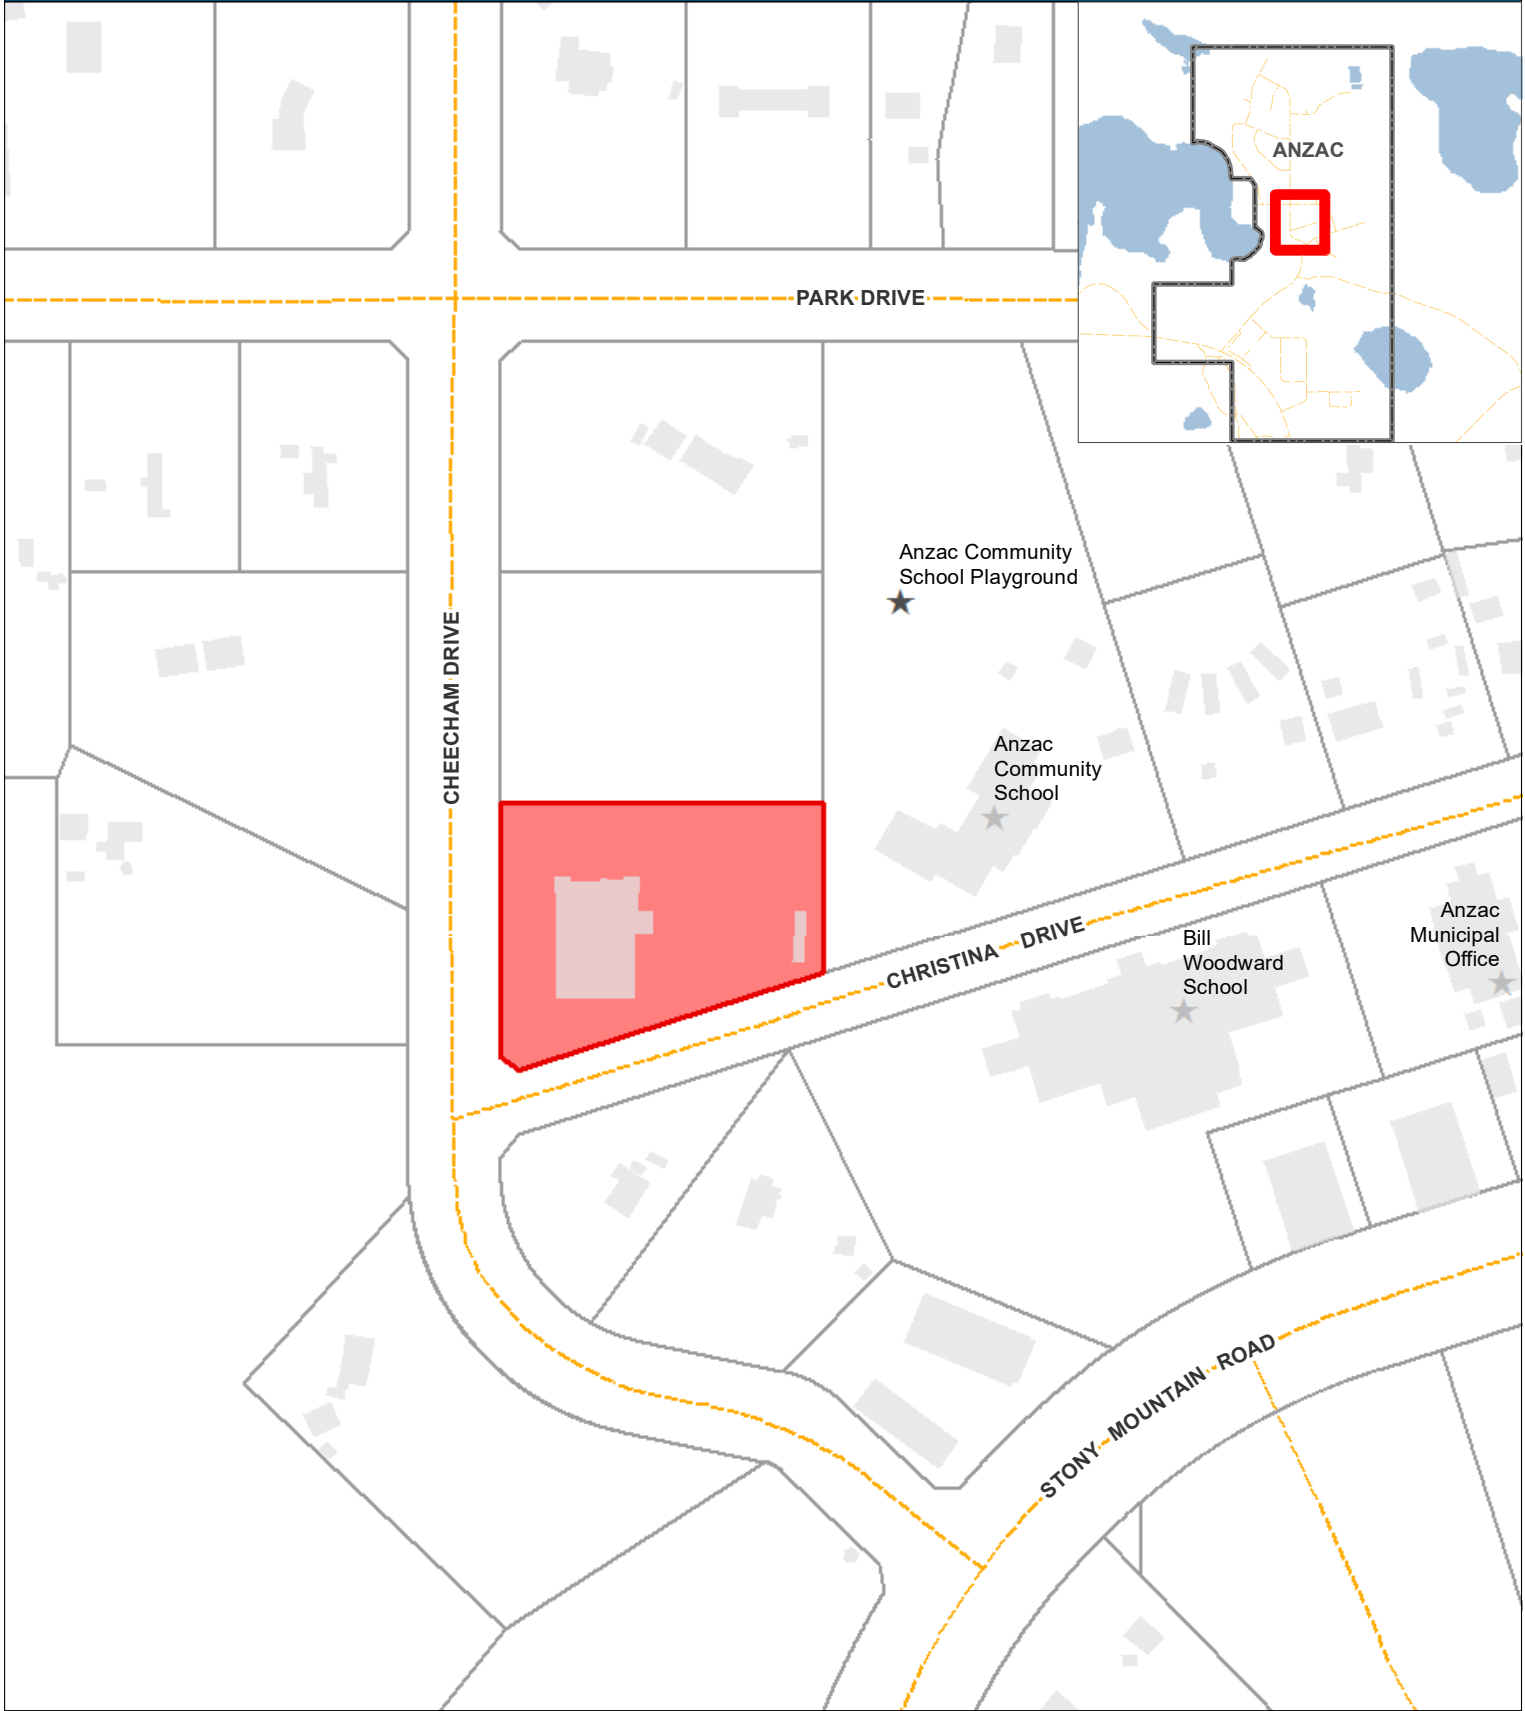 ANZAC
PARK DRIVE
Anzac Community
School Playground
CHEECHAM DRIVE
Anzac
Community
School
CHRISTINA DRIVE
Bill
Woodward
School
Anzac
Municipal
Office
STONY MOUNTAIN ROAD